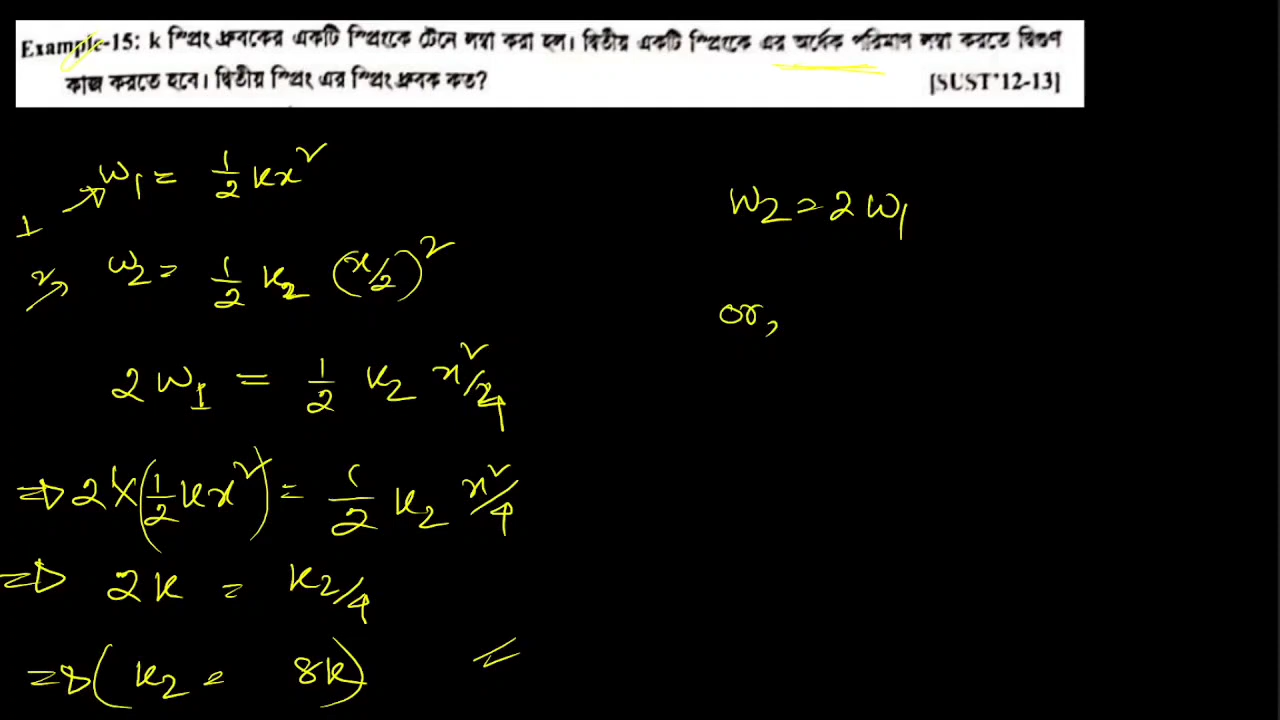 Example-15: k স্প্রিং ধ্রুবকের একটি স্প্রিংকে টেনে লম্বা করা হল। দ্বিতীয় একটি স্প্রিংকে এর অর্ধেক পরিমাণ লম্বা করতে দ্বিগুণ
কাজ করতে হবে। দ্বিতীয় স্প্রিং এর স্প্রিং ধ্রুবক কত? [SUST'12-13]
1 → W₁ = 1/2 kx²
২→ W₂ = 1/2 k₂ (x/2)²
2W₁ = 1/2 k₂ x²/4
⇒ 2×(1/2 kx²) = 1/2 k₂ x²/4
⇒ 2k = k₂/4
⇒ (k₂ = 8k)
W₂ = 2W₁
or,